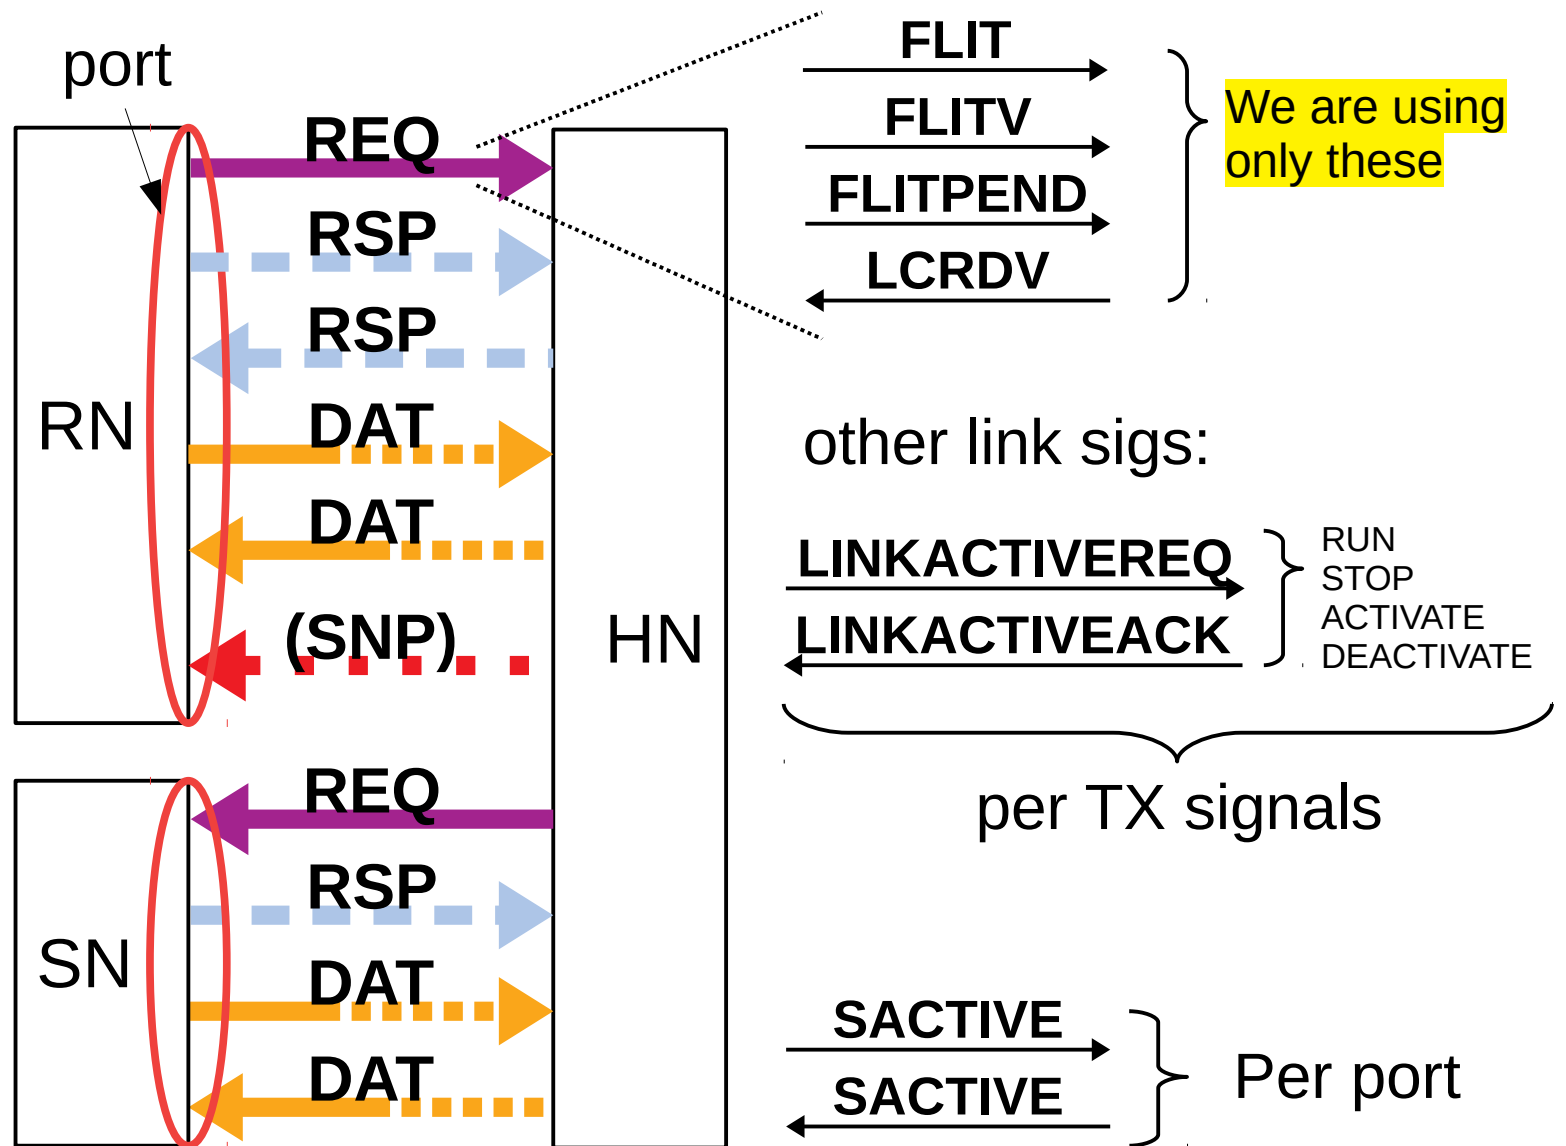 port
REQ
RSP
RSP
DAT
DAT
(SNP)
RN
HN
REQ
RSP
DAT
DAT
SN
FLIT
FLITV
FLITPEND
LCRDV
We are using
only these
other link sigs:
LINKACTIVEREQ
LINKACTIVEACK
RUN
STOP
ACTIVATE
DEACTIVATE
per TX signals
SACTIVE
SACTIVE
Per port